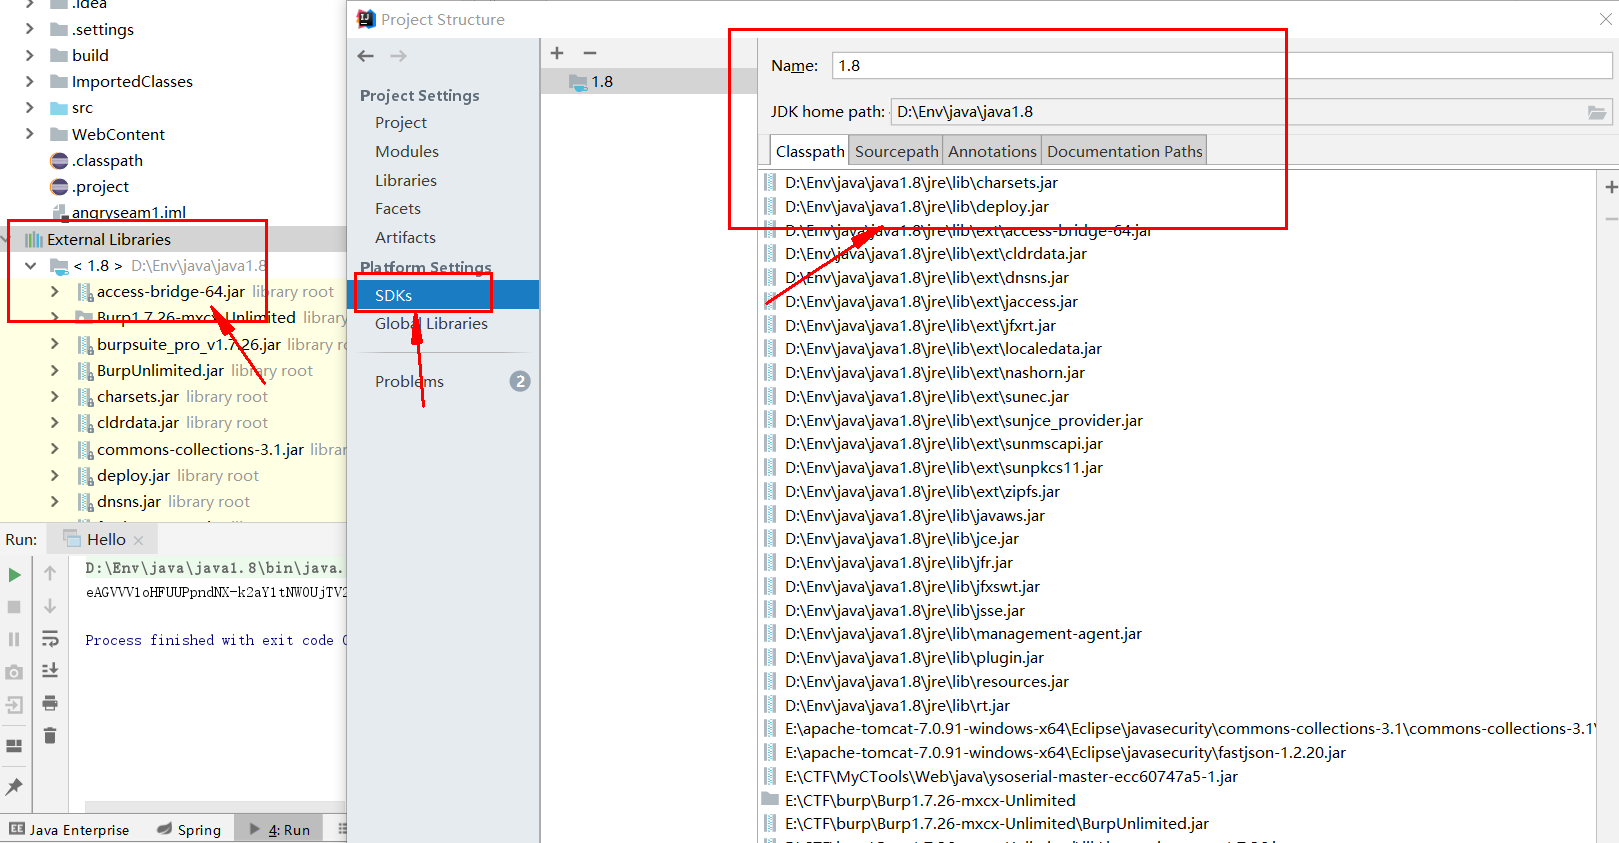 .idea
.settings
build
ImportedClasses
src
WebContent
.classpath
.project
angryseam1.iml
External Libraries
< 1.8 > D:\Env\java\java1.8
access-bridge-64.jar library root
Burp1.7.26-mxcx-Unlimited library
burpsuite_pro_v1.7.26.jar library r
BurpUnlimited.jar library root
charsets.jar library root
cldrdata.jar library root
commons-collections-3.1.jar librar
deploy.jar library root
dnsns.jar library root
Run: Hello
D:\Env\java\java1.8\bin\java.
Process finished with exit code 0
Java Enterprise Spring 4: Run
Project Structure
Project Settings
Project
Modules
Libraries
Facets
Artifacts
Platform Settings
SDKs
Global Libraries
Problems 2
1.8
Name: 1.8
JDK home path: D:\Env\java\java1.8
Classpath Sourcepath Annotations Documentation Paths
D:\Env\java\java1.8\jre\lib\charsets.jar
D:\Env\java\java1.8\jre\lib\deploy.jar
D:\Env\java\java1.8\jre\lib\ext\access-bridge-64.jar
D:\Env\java\java1.8\jre\lib\ext\cldrdata.jar
D:\Env\java\java1.8\jre\lib\ext\dnsns.jar
D:\Env\java\java1.8\jre\lib\ext\jaccess.jar
D:\Env\java\java1.8\jre\lib\ext\jfxrt.jar
D:\Env\java\java1.8\jre\lib\ext\localedata.jar
D:\Env\java\java1.8\jre\lib\ext\nashorn.jar
D:\Env\java\java1.8\jre\lib\ext\sunec.jar
D:\Env\java\java1.8\jre\lib\ext\sunjce_provider.jar
D:\Env\java\java1.8\jre\lib\ext\sunmscapi.jar
D:\Env\java\java1.8\jre\lib\ext\sunpkcs11.jar
D:\Env\java\java1.8\jre\lib\ext\zipfs.jar
D:\Env\java\java1.8\jre\lib\javaws.jar
D:\Env\java\java1.8\jre\lib\jce.jar
D:\Env\java\java1.8\jre\lib\jfr.jar
D:\Env\java\java1.8\jre\lib\jfxswt.jar
D:\Env\java\java1.8\jre\lib\jsse.jar
D:\Env\java\java1.8\jre\lib\management-agent.jar
D:\Env\java\java1.8\jre\lib\plugin.jar
D:\Env\java\java1.8\jre\lib\resources.jar
D:\Env\java\java1.8\jre\lib\rt.jar
E:\apache-tomcat-7.0.91-windows-x64\Eclipse\javasecurity\commons-collections-3.1\commons-collections-3.1\
E:\apache-tomcat-7.0.91-windows-x64\Eclipse\javasecurity\fastjson-1.2.20.jar
E:\CTF\MyCTools\Web\java\ysoserial-master-ecc60747a5-1.jar
E:\CTF\burp\Burp1.7.26-mxcx-Unlimited
E:\CTF\burp\Burp1.7.26-mxcx-Unlimited\BurpUnlimited.jar